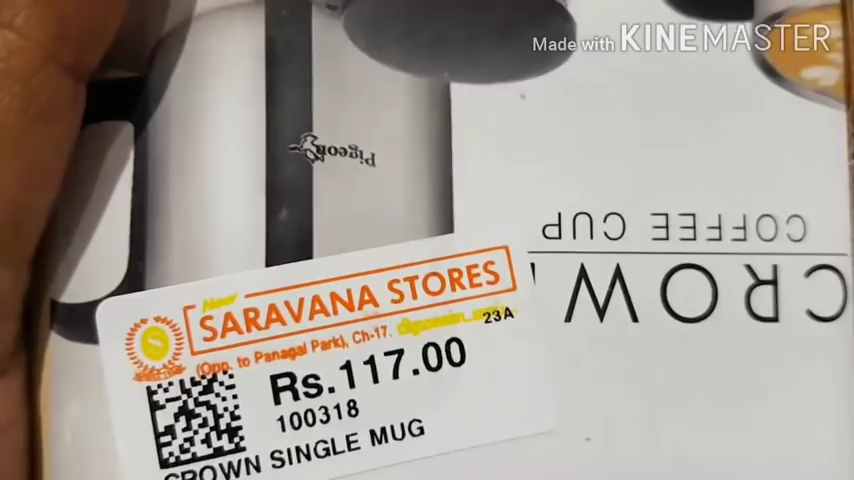 Made with KINEMASTER
Pigeon
COFFEE CUP
CROW
New
SARAVANA STORES
(Opp. to Panagal Park), Ch-17.
23A
Rs.117.00
100318
CROWN SINGLE MUG